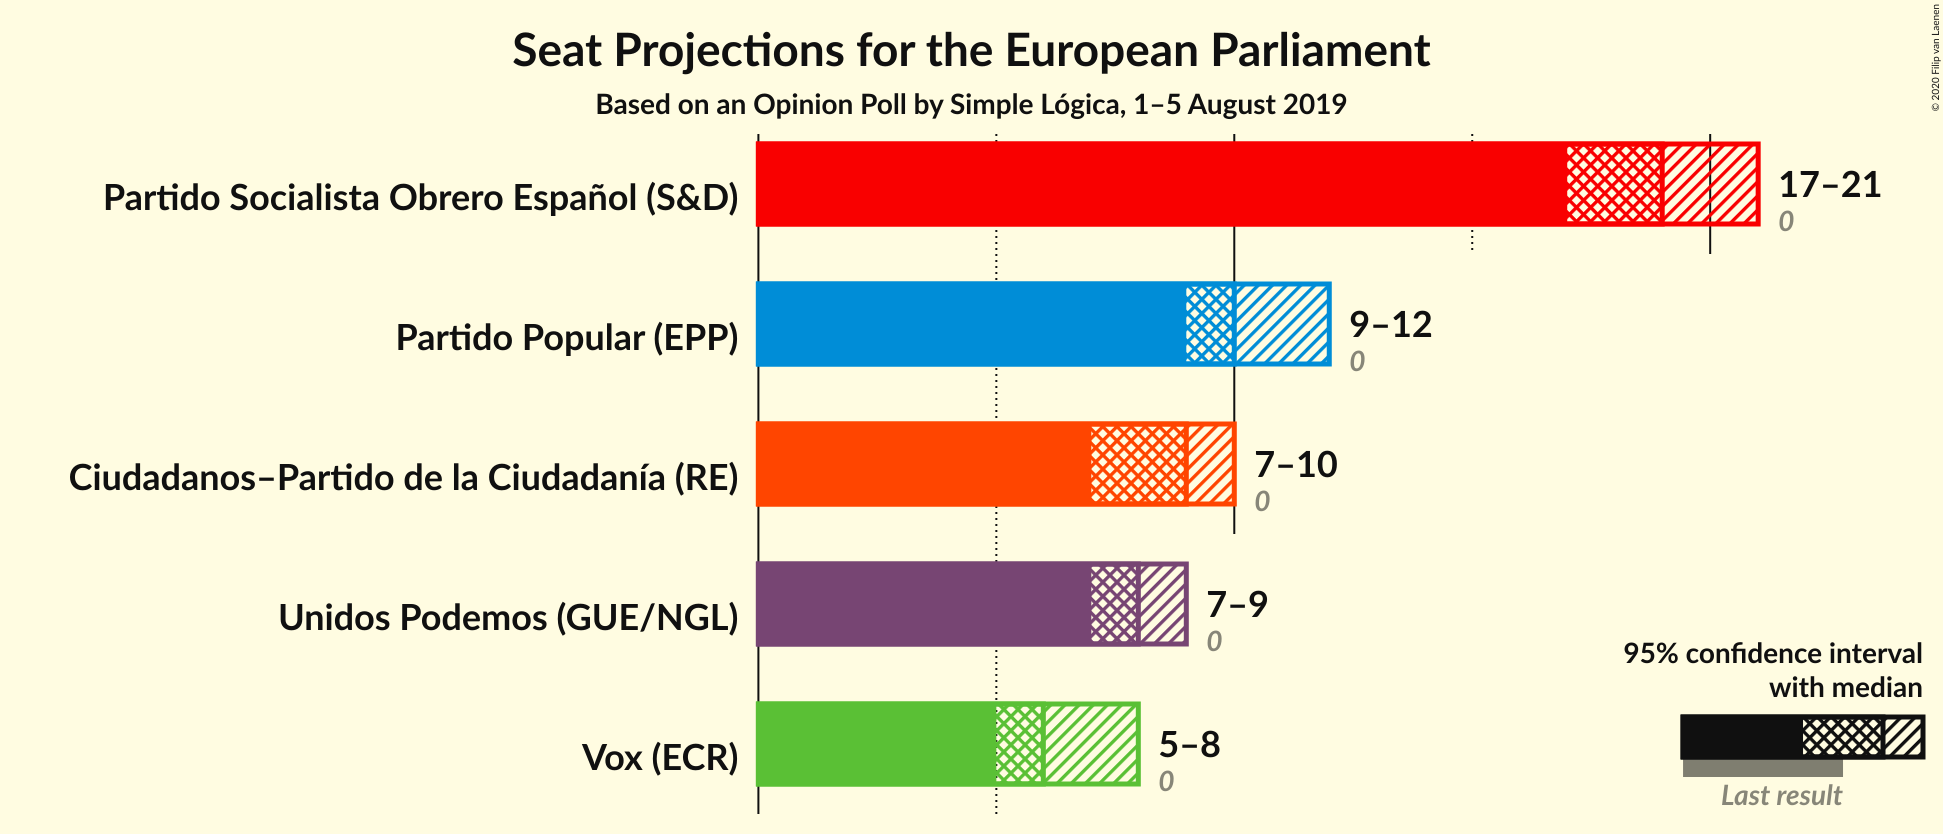 Seat Projections for the European Parliament
Based on an Opinion Poll by Simple Lógica, 1–5 August 2019
© 2020 Filip van Laenen
Partido Socialista Obrero Español (S&D)
17–21
0
Partido Popular (EPP)
9–12
0
Ciudadanos–Partido de la Ciudadanía (RE)
7–10
0
Unidos Podemos (GUE/NGL)
7–9
0
Vox (ECR)
5–8
0
95% confidence interval
with median
Last result